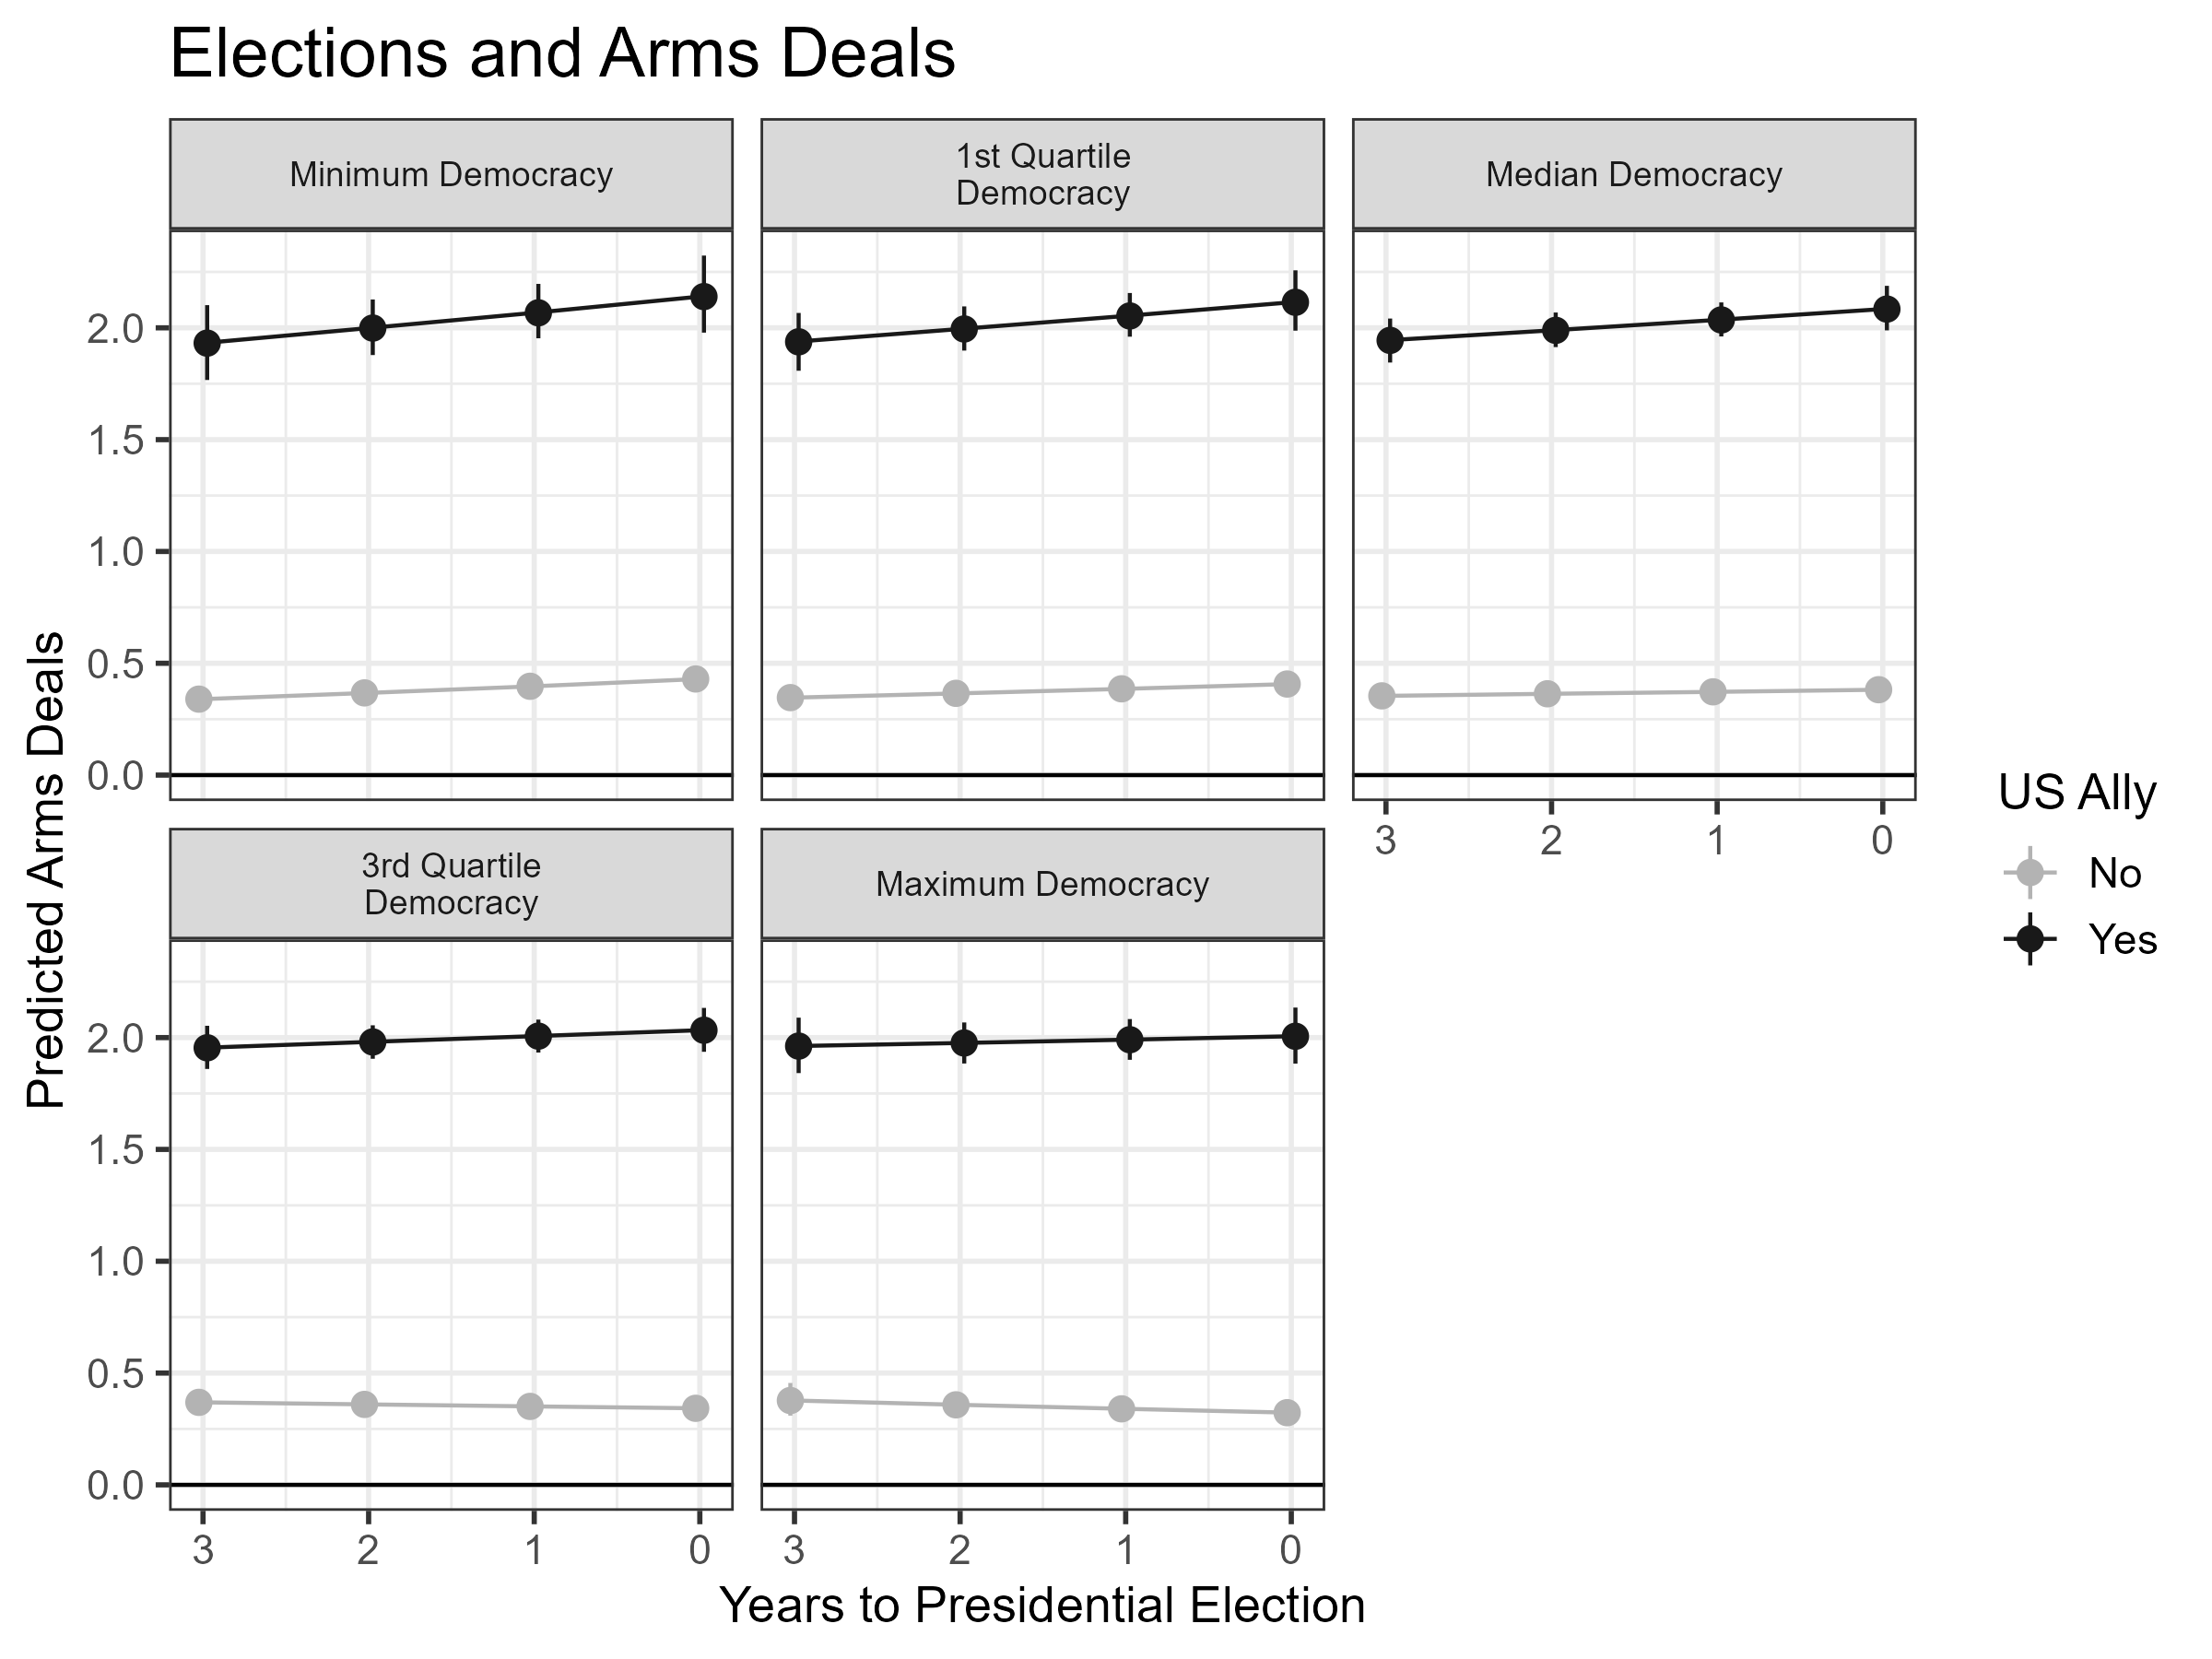 Elections and Arms Deals
Minimum Democracy
1st Quartile
Democracy
Median Democracy
2.0
1.5
1.0
0.5
0.0
3 2 1 0
3rd Quartile
Democracy
Maximum Democracy
2.0
1.5
1.0
0.5
0.0
3 2 1 0
3 2 1 0
Years to Presidential Election
Predicted Arms Deals
US Ally
No
Yes